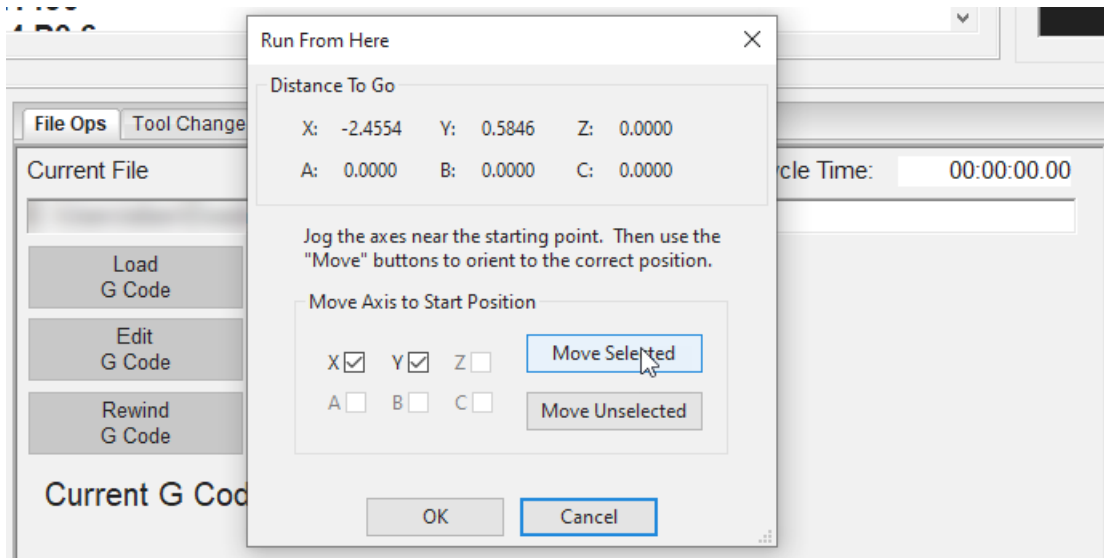 Run From Here
Distance To Go
File Ops Tool Change
X: -2.4554 Y: 0.5846 Z: 0.0000
Current File
A: 0.0000 B: 0.0000 C: 0.0000
cle Time: 00:00:00.00
Jog the axes near the starting point. Then use the
"Move" buttons to orient to the correct position.
Load
G Code
Move Axis to Start Position
Edit
G Code
X Y Z
Move Selected
A B C
Move Unselected
Rewind
G Code
Current G Cod
OK Cancel